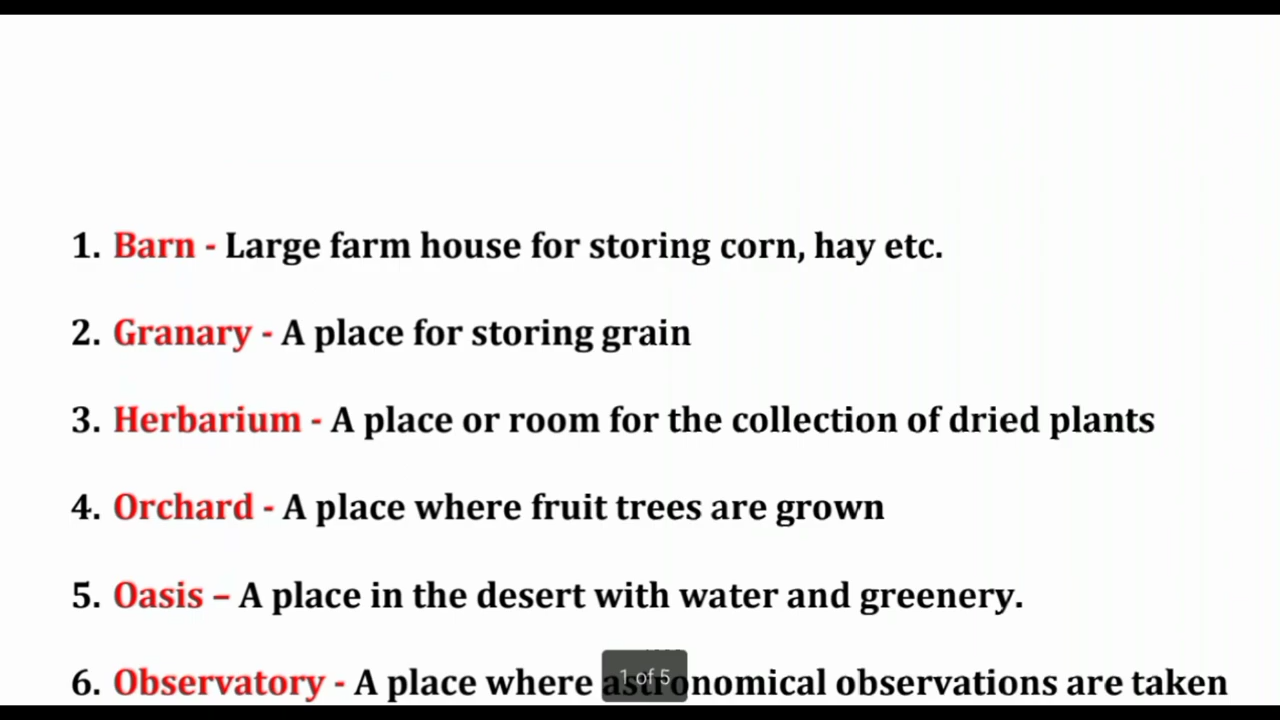 1. Barn - Large farm house for storing corn, hay etc.
2. Granary - A place for storing grain
3. Herbarium - A place or room for the collection of dried plants
4. Orchard - A place where fruit trees are grown
5. Oasis – A place in the desert with water and greenery.
6. Observatory - A place where astronomical observations are taken
1 of 5